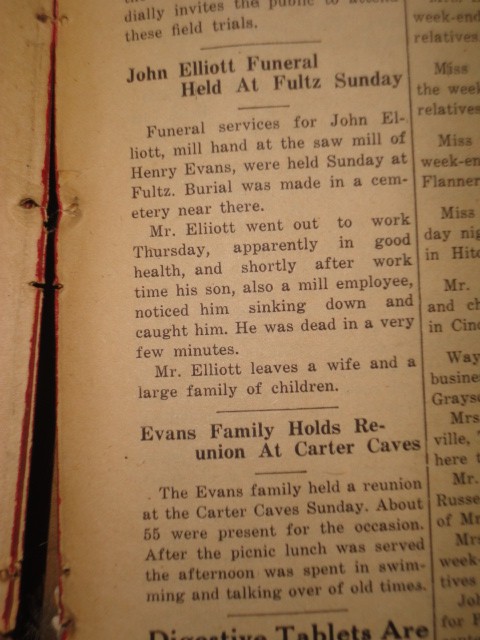 dially invites the public to attend
these field trials.
John Elliott Funeral
Held At Fultz Sunday
Funeral services for John El-
liott, mill hand at the saw mill of
Henry Evans, were held Sunday at
Fultz. Burial was made in a cem-
etery near there.
Mr. Elliott went out to work
Thursday, apparently in good
health, and shortly after work
time his son, also a mill employee,
noticed him sinking down and
caught him. He was dead in a very
few minutes.
Mr. Elliott leaves a wife and a
large family of children.
Evans Family Holds Re-
union At Carter Caves
The Evans family held a reunion
at the Carter Caves Sunday. About
55 were present for the occasion.
After the picnic lunch was served
the afternoon was spent in swim-
ming and talking over of old times.
Digestive Tablets Are
week-end
relatives
Miss
the week
relatives
Miss
week-en
Flanner
Miss
day nig
in Hitc
Mr.
and ch
in Cinc
Way
busine
Grayso
Mrs
ville,
here t
Mr.
Russe
of Mr
Mrs
week-
tives
Joh
for